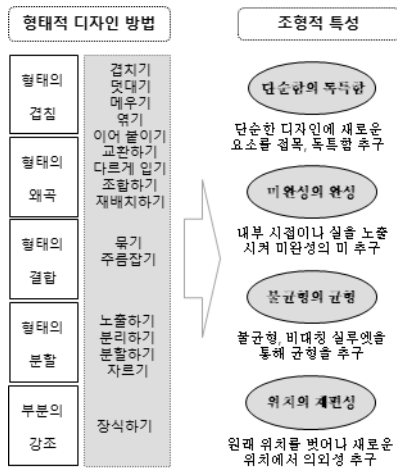 형태적 디자인 방법
형태의
겹침
형태의
왜곡
형태의
결합
형태의
분할
부분의
강조
겹치기
덧대기
메우기
엮기
이어 붙이기
교환하기
다르게 입기
조합하기
재배치하기
묶기
주름잡기
노출하기
분리하기
분할하기
자르기
장식하기
조형적 특성
단순함의 독특함
단순한 디자인에 새로운
요소를 접목, 독특함 추구
미완성의 완성
내부 시접이나 실을 노출
시켜 미완성의 미 추구
불균형의 균형
불균형, 비대칭 실루엣을
통해 균형을 추구
위치의 재편성
원래 위치를 벗어나 새로운
위치에서 의외성 추구